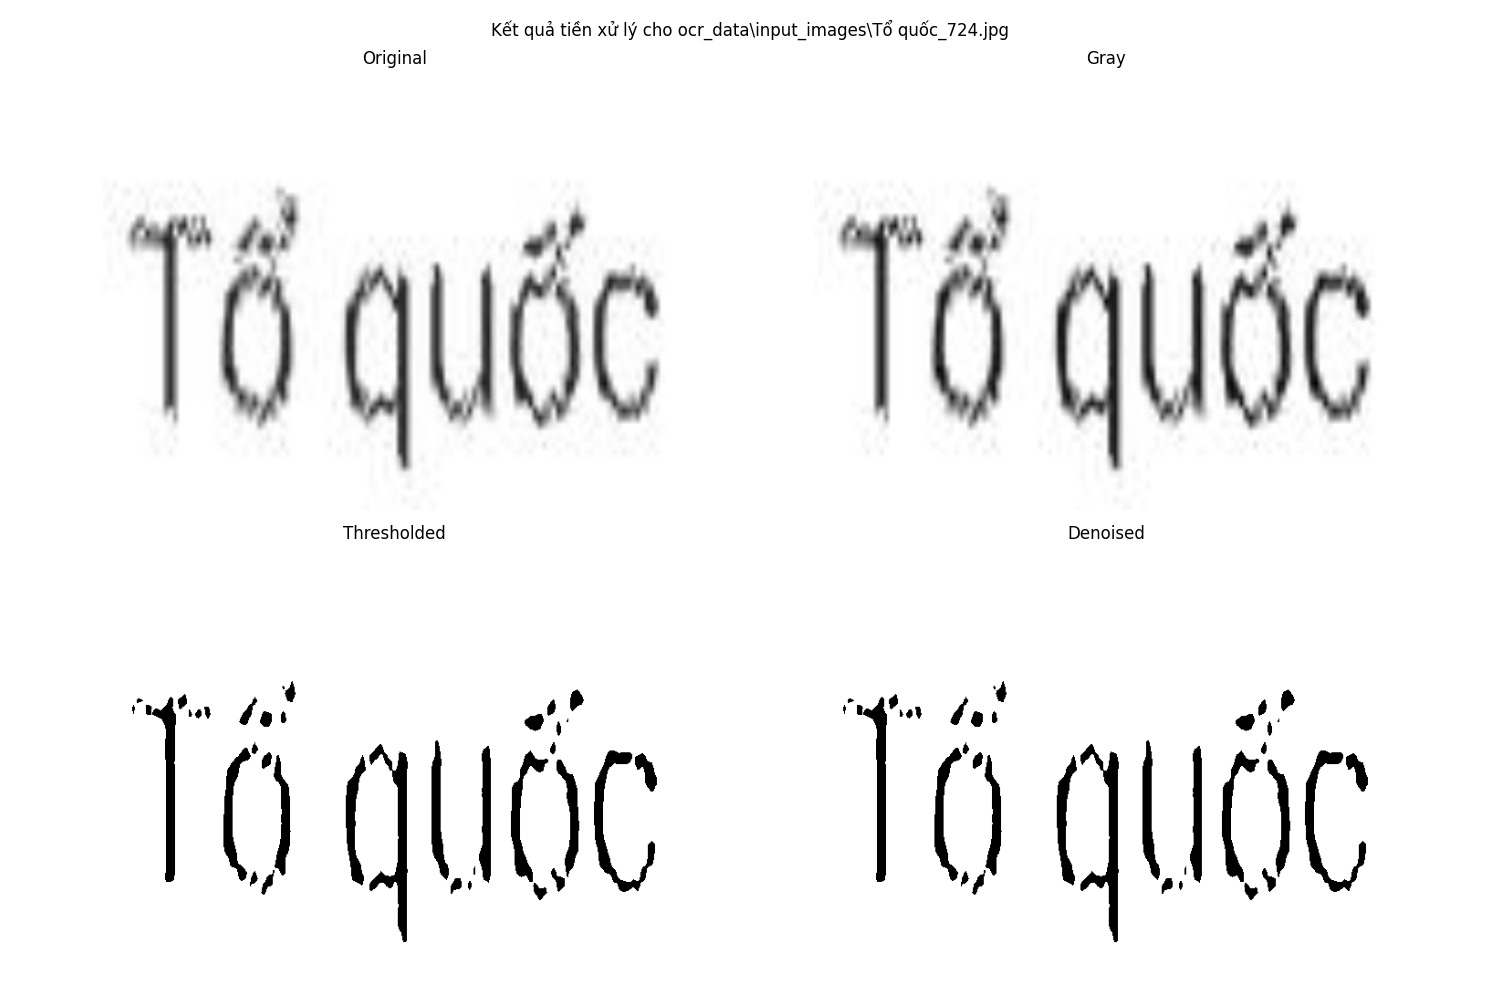 Kết quả tiền xử lý cho ocr_data\input_images\Tổ quốc_724.jpg
Original
Gray
Tổ quốc
Tổ quốc
Thresholded
Denoised
Tổ quốc
Tổ quốc